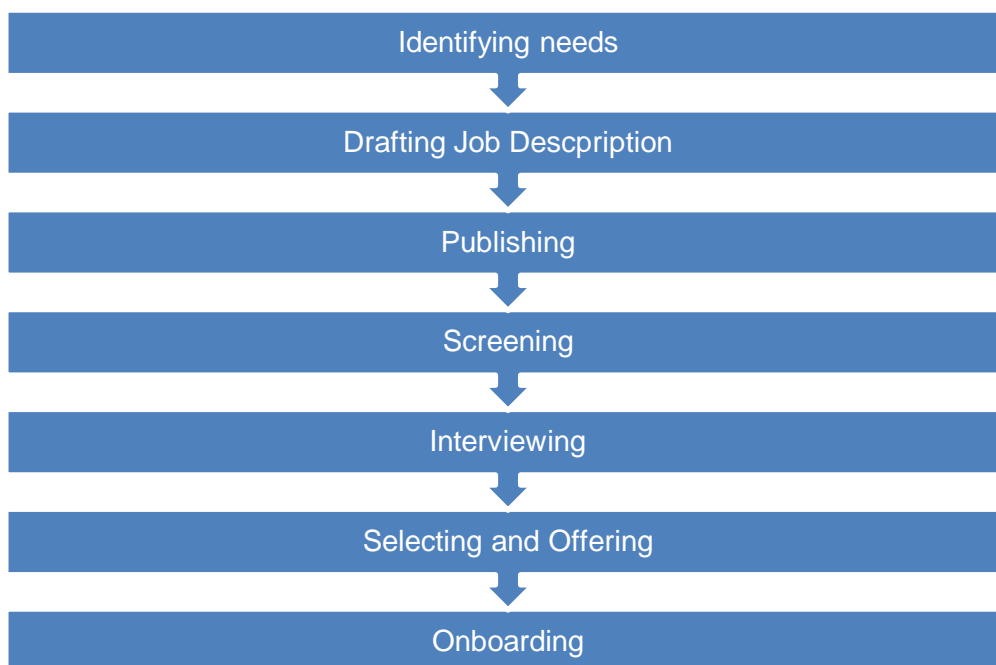 Identifying needs
Drafting Job Descpription
Publishing
Screening
Interviewing
Selecting and Offering
Onboarding